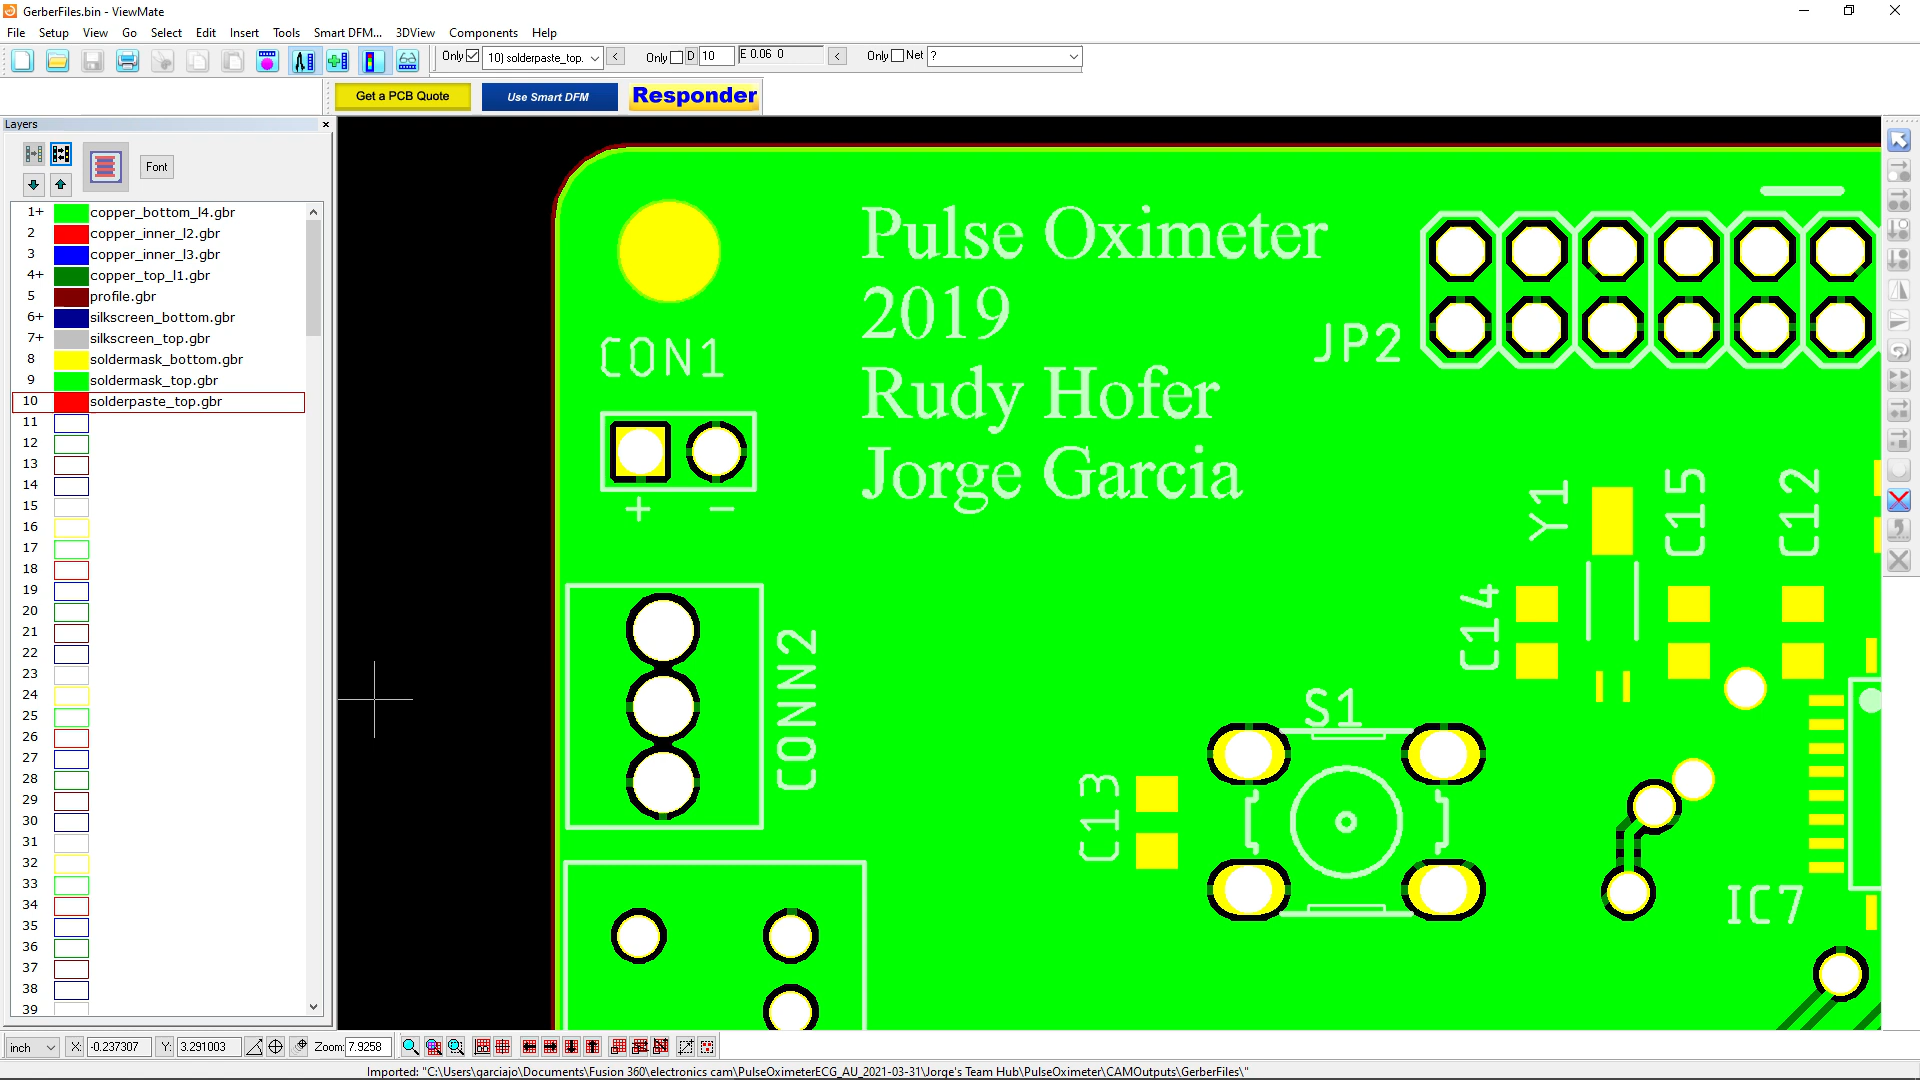 GerberFiles.bin - ViewMate
File Setup View Go Select Edit Insert Tools Smart DFM... 3DView Components Help
Only 10) solderpaste_top. < Only D 10 E 0.06 0 < Only Net ?
Get a PCB Quote Use Smart DFM Responder
Layers
Font
1+ copper_bottom_l4.gbr
2 copper_inner_l2.gbr
3 copper_inner_l3.gbr
4+ copper_top_l1.gbr
5 profile.gbr
6+ silkscreen_bottom.gbr
7+ silkscreen_top.gbr
8 soldermask_bottom.gbr
9 soldermask_top.gbr
10 solderpaste_top.gbr
11
12
13
14
15
16
17
18
19
20
21
22
23
24
25
26
27
28
29
30
31
32
33
34
35
36
37
38
39
Pulse Oximeter
2019
Rudy Hofer
Jorge Garcia
JP2
CON1
+ −
CONN2
Y1
C15
C12
C14
S1
C13
IC7
inch X: -0.237307 Y: 3.291003 Zoom: 7.9258
Imported: "C:\Users\garciajo\Documents\Fusion 360\electronics cam\PulseOximeterECG_AU_2021-03-31\Jorge's Team Hub\PulseOximeter\CAMOutputs\GerberFiles\"